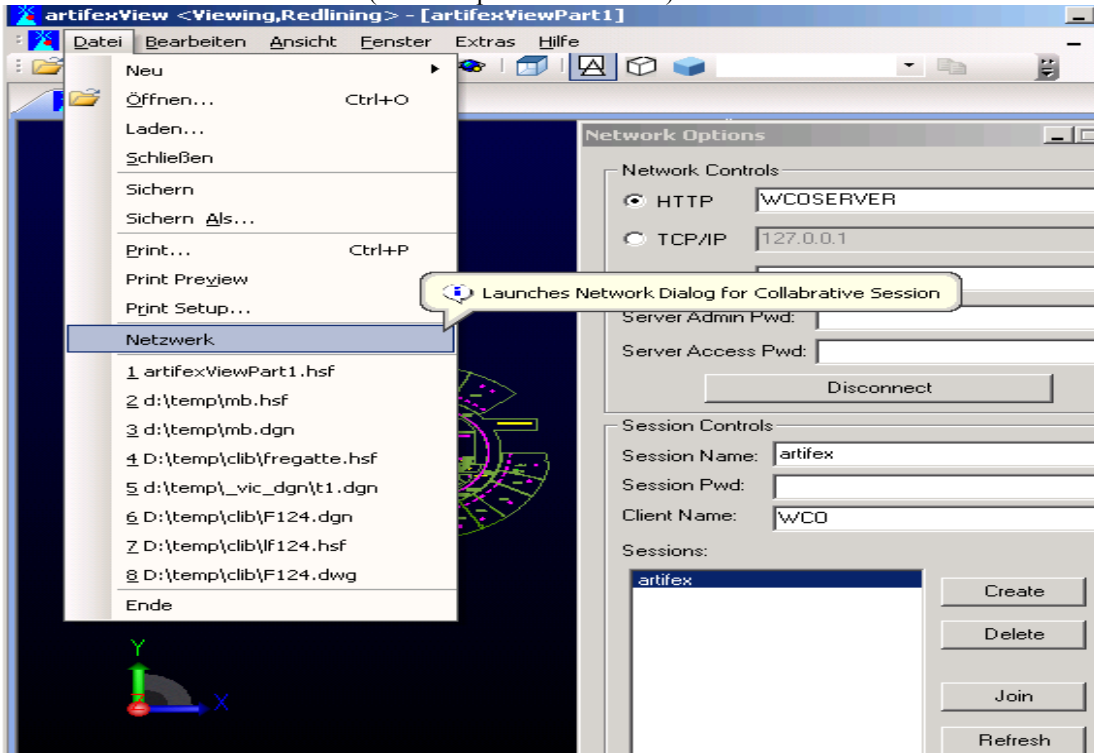 artifexView <Viewing,Redlining> - [artifexViewPart1]
Datei Bearbeiten Ansicht Fenster Extras Hilfe
Neu
Öffnen... Ctrl+O
Laden...
Schließen
Sichern
Sichern Als...
Print... Ctrl+P
Print Preview
Print Setup...
Netzwerk
1 artifexViewPart1.hsf
2 d:\temp\mb.hsf
3 d:\temp\mb.dgn
4 D:\temp\clib\fregatte.hsf
5 d:\temp\_vic_dgn\t1.dgn
6 D:\temp\clib\F124.dgn
7 D:\temp\clib\lf124.hsf
8 D:\temp\clib\F124.dwg
Ende
Launches Network Dialog for Collabrative Session
Network Options
Network Controls
HTTP WCOSERVER
TCP/IP 127.0.0.1
Server Admin Pwd:
Server Access Pwd:
Disconnect
Session Controls
Session Name: artifex
Session Pwd:
Client Name: WCO
Sessions:
artifex
Create
Delete
Join
Refresh
Y
X